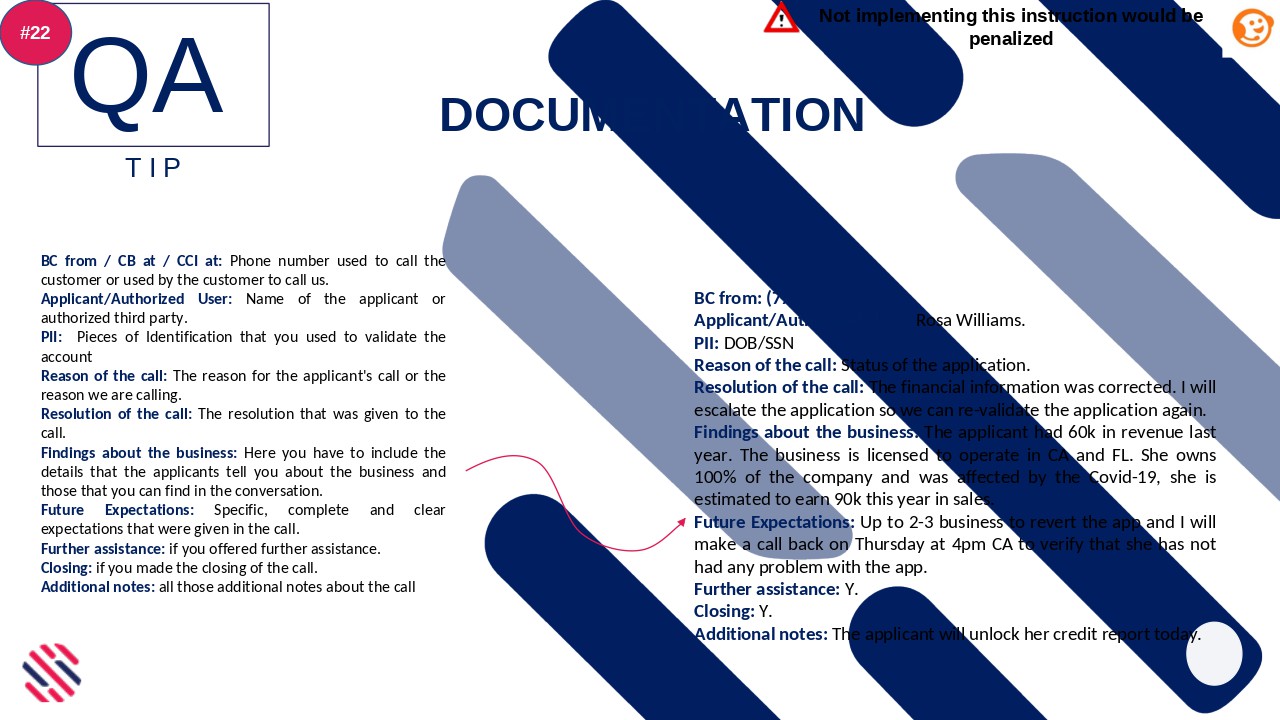 #22
QA
TIP
Not implementing this instruction would be
penalized
DOCUMENTATION
BC from / CB at / CCI at: Phone number used to call the
customer or used by the customer to call us.
Applicant/Authorized User: Name of the applicant or
authorized third party.
PII: Pieces of Identification that you used to validate the
account
Reason of the call: The reason for the applicant's call or the
reason we are calling.
Resolution of the call: The resolution that was given to the
call.
Findings about the business: Here you have to include the
details that the applicants tell you about the business and
those that you can find in the conversation.
Future Expectations: Specific, complete and clear
expectations that were given in the call.
Further assistance: if you offered further assistance.
Closing: if you made the closing of the call.
Additional notes: all those additional notes about the call
BC from: (7
Applicant/Aut Rosa Williams.
PII: DOB/SSN
Reason of the call: Status of the application.
Resolution of the call: The financial information was corrected. I will
escalate the application so we can re-validate the application again.
Findings about the business: The applicant had 60k in revenue last
year. The business is licensed to operate in CA and FL. She owns
100% of the company and was affected by the Covid-19, she is
estimated to earn 90k this year in sales.
Future Expectations: Up to 2-3 business to revert the app and I will
make a call back on Thursday at 4pm CA to verify that she has not
had any problem with the app.
Further assistance: Y.
Closing: Y.
Additional notes: The applicant will unlock her credit report today.